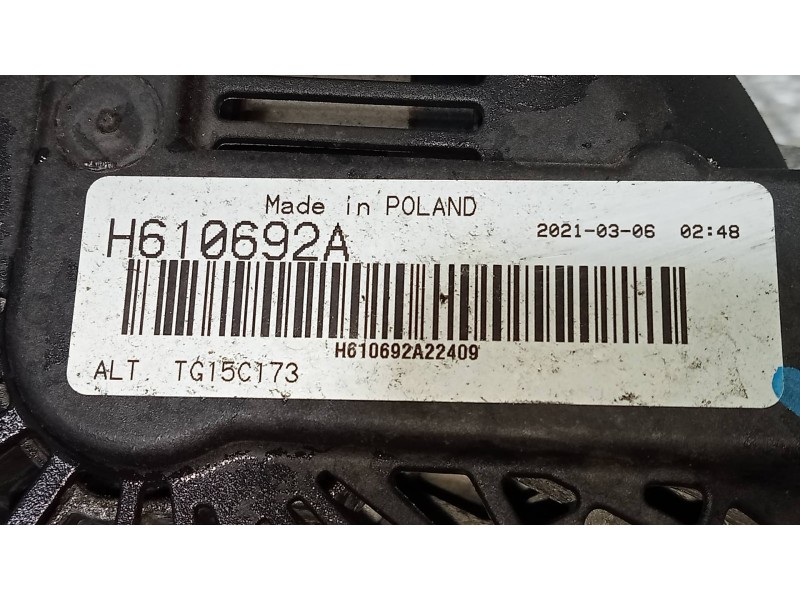 Made in POLAND
H610692A
2021-03-06 02:48
H610692A22409
ALT TG15C173